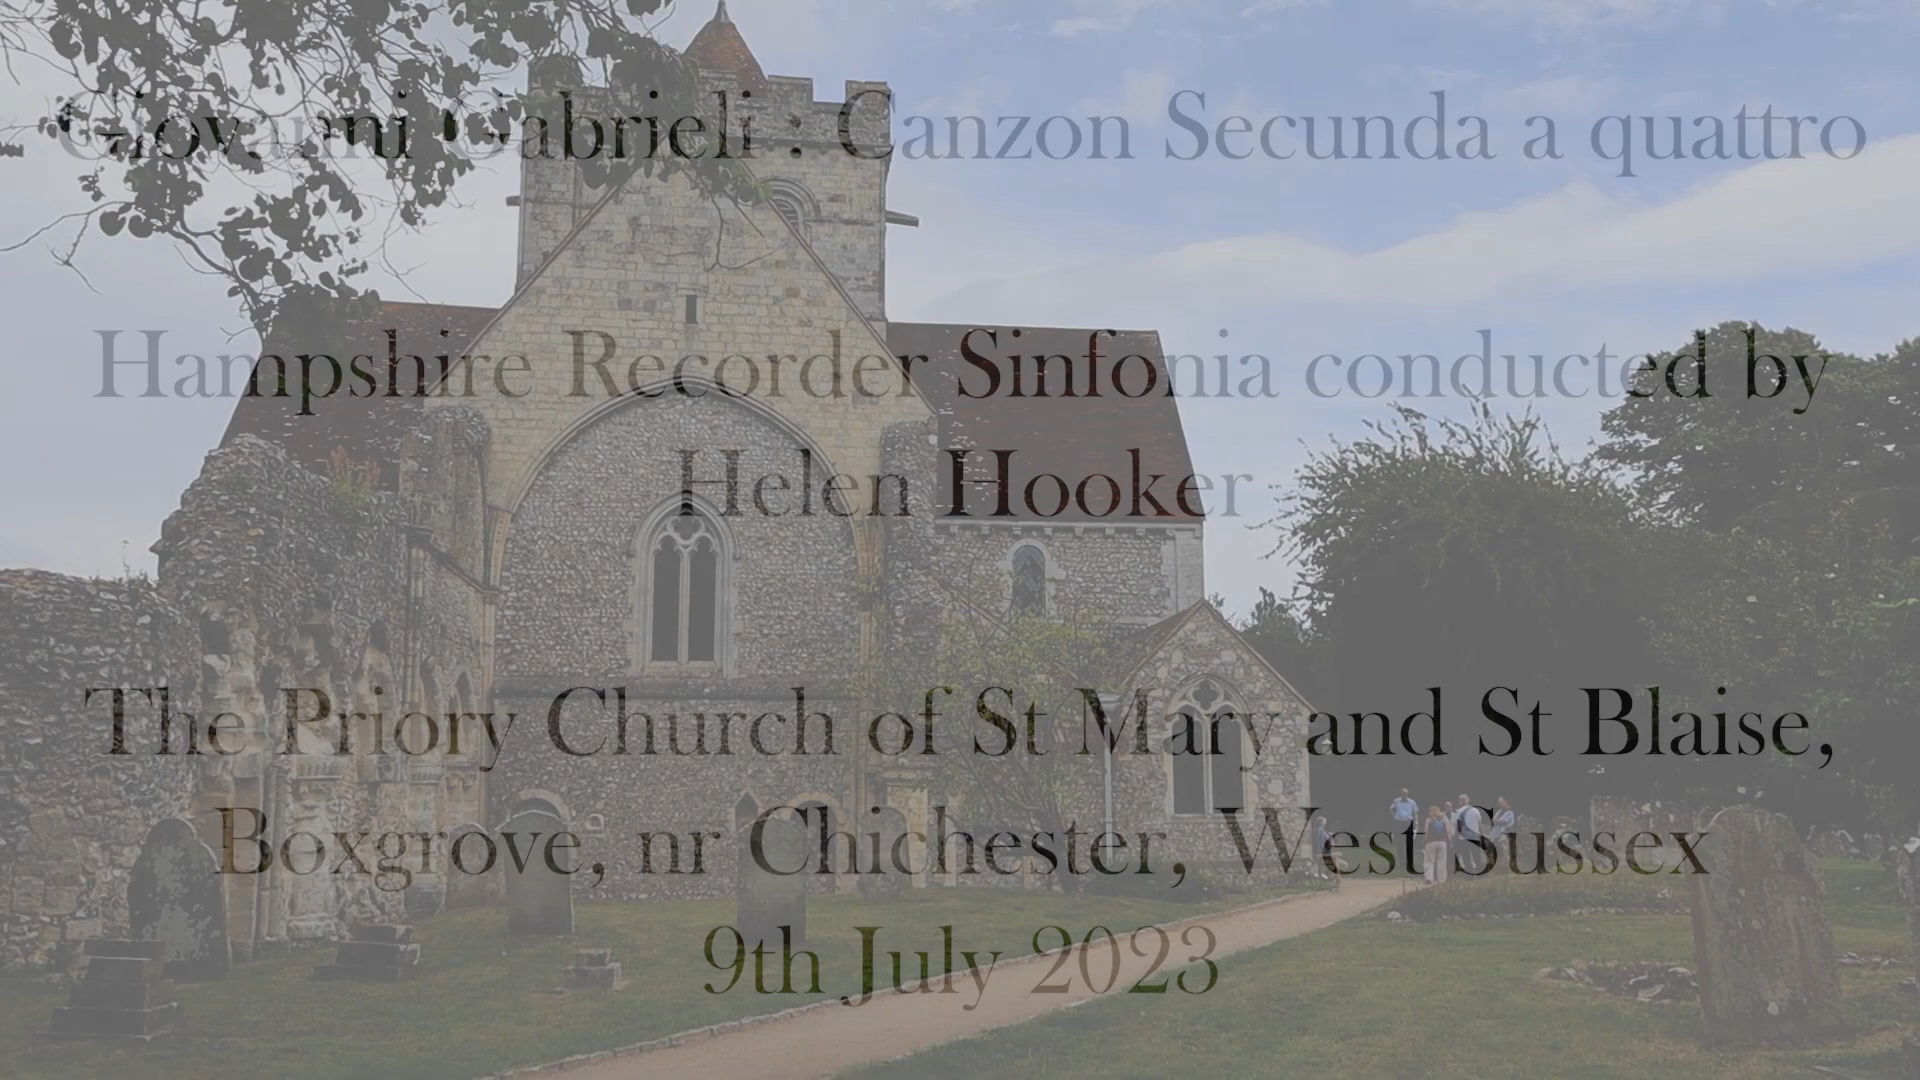 Giovanni Gabrieli - Canzon Secunda a quattro
Hampshire Recorder Sinfonia conducted by
Helen Hooker
The Priory Church of St Mary and St Blaise,
Boxgrove, nr Chichester, West Sussex
9th July 2023